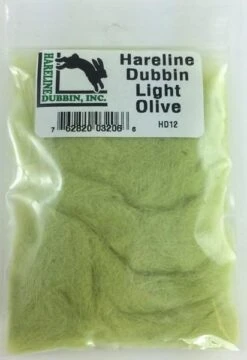 HARELINE
DUBBIN, INC.
Hareline
Dubbin
Light
Olive
HD12
7 62820 03206 6